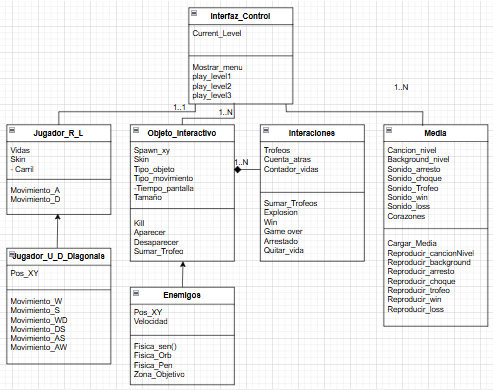 Interfaz_Control
Current_Level
Mostrar_menu
play_level1
play_level2
play_level3
1..1
1..N
1..N
Jugador_R_L
Vidas
Skin
- Carril
Movimiento_A
Movimiento_D
Objeto_Interactivo
Spawn_xy
Skin
Tipo_objeto
Tipo_movimiento
-Tiempo_pantalla
Tamaño
Kill
Aparecer
Desaparecer
Sumar_Trofeo
1..N
Interaciones
Trofeos
Cuenta_atras
Contador_vidas
Sumar_Trofeos
Explosion
Win
Game over
Arrestado
Quitar_vida
Media
Cancion_nivel
Background_nivel
Sonido_arresto
Sonido_choque
Sonido_Trofeo
Sonido_win
Sonido_loss
Corazones
Cargar_Media
Reproducir_cancionNivel
Reproducir_background
Reproducir_arresto
Reproducir_choque
Reproducir_trofeo
Reproducir_win
Reproducir_loss
Jugador_U_D_Diagonals
Pos_XY
Movimiento_W
Movimiento_S
Movimiento_WD
Movimiento_DS
Movimiento_AS
Movimiento_AW
Enemigos
Pos_XY
Velocidad
Fisica_sen()
Fisica_Orb
Fisica_Pen
Zona_Objetivo